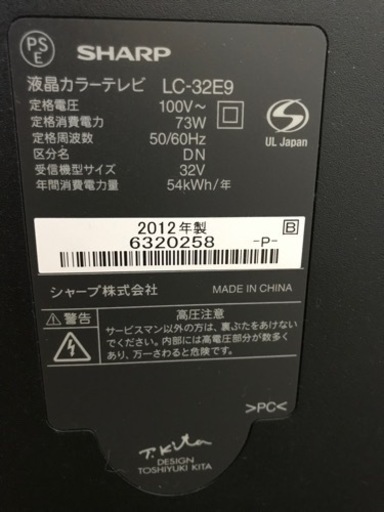 PS
E
SHARP
液晶カラーテレビ LC-32E9
定格電圧 100V~
定格消費電力 73W
定格周波数 50/60Hz
区分名 DN
受信機型サイズ 32V
年間消費電力量 54kWh/年
S
UL Japan
2012年製 B
6320258 -P-
シャープ株式会社 MADE IN CHINA
警告
高圧注意
サービスマン以外の方は、裏ぶたをあけない
でください。内部には高電圧部分が数多く
あり、万一さわると危険です。
>PC<
T. Kita
DESIGN
TOSHIYUKI KITA